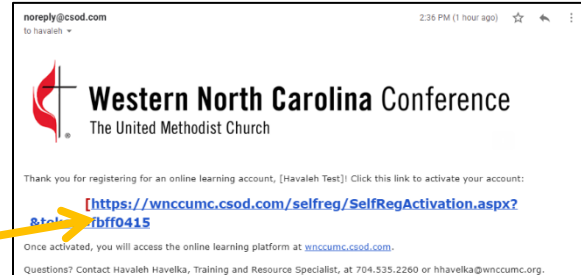 noreply@csod.com 2:36 PM (1 hour ago)
to havaleh
Western North Carolina Conference
The United Methodist Church
Thank you for registering for an online learning account, [Havaleh Test]! Click this link to activate your account:
[https://wnccumc.csod.com/selfreg/SelfRegActivation.aspx?
fbff0415
Once activated, you will access the online learning platform at wnccumc.csod.com.
Questions? Contact Havaleh Havelka, Training and Resource Specialist, at 704.535.2260 or hhavelka@wnccumc.org.